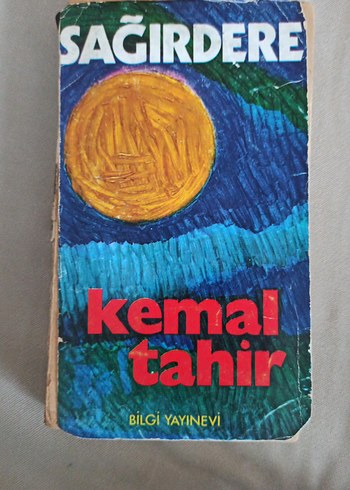 SAĞIRDERE
kemal
tahir
BİLGİ YAYINEVİ